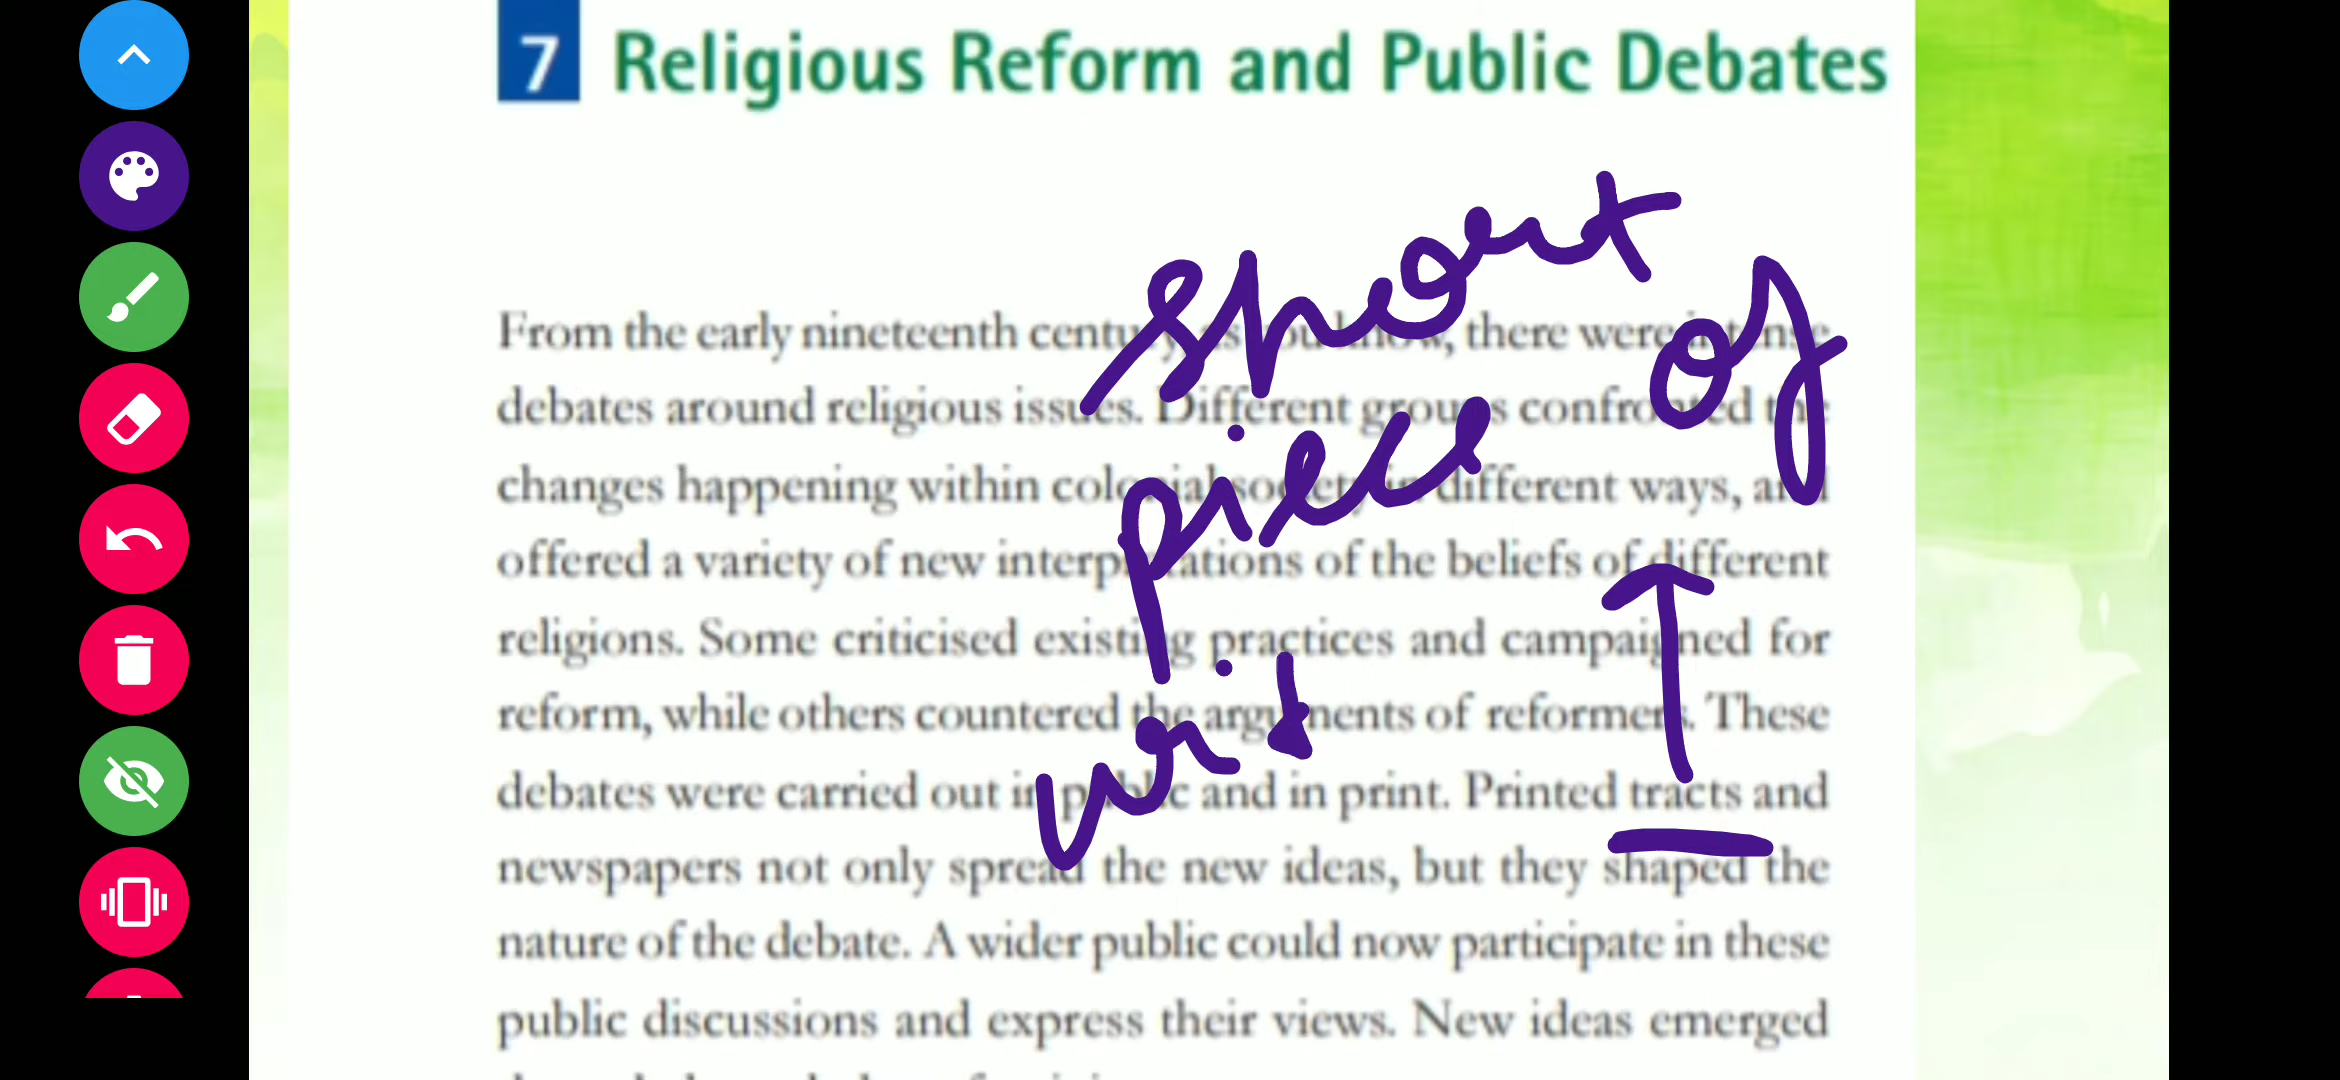 7 Religious Reform and Public Debates
short
of
piece
wri
From the early nineteenth century, as you know, there were intense
debates around religious issues. Different groups confronted the
changes happening within colonial society in different ways, and
offered a variety of new interpretations of the beliefs of different
religions. Some criticised existing practices and campaigned for
reform, while others countered the arguments of reformers. These
debates were carried out in public and in print. Printed tracts and
newspapers not only spread the new ideas, but they shaped the
nature of the debate. A wider public could now participate in these
public discussions and express their views. New ideas emerged